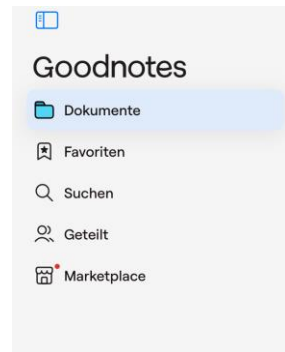 Goodnotes
Dokumente
Favoriten
Suchen
Geteilt
Marketplace